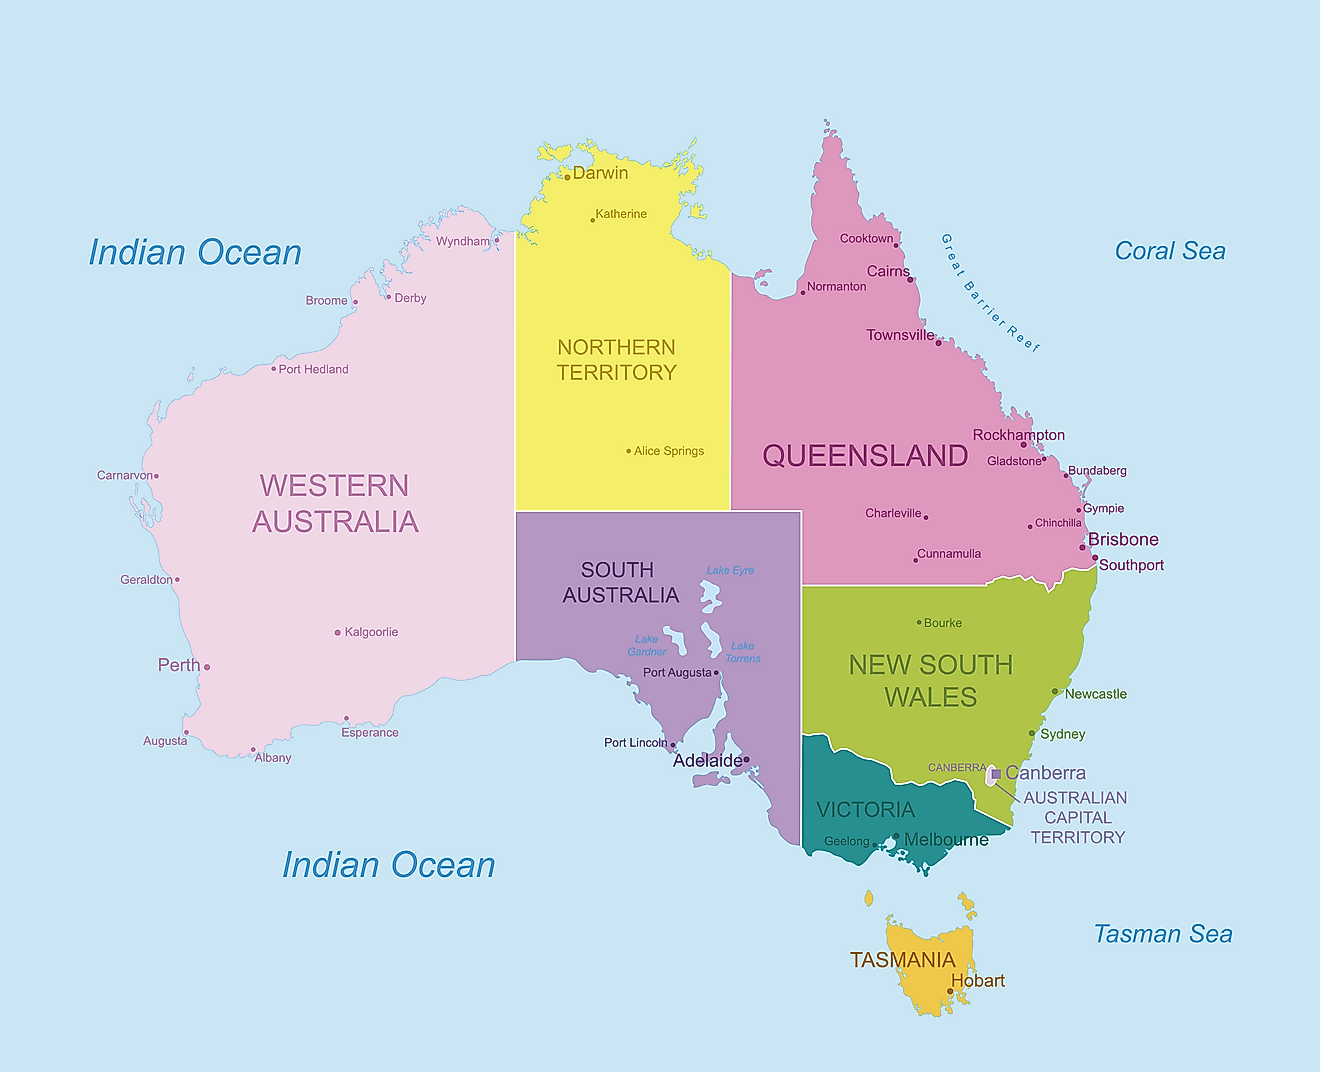 Darwin
Katherine
Wyndham
Indian Ocean
Cooktown
Great Barrier Reef
Coral Sea
Cairns
Normanton
Broome
Derby
Townsville
NORTHERN
TERRITORY
Port Hedland
Rockhampton
QUEENSLAND
Gladstone
Bundaberg
Alice Springs
Carnarvon
WESTERN
AUSTRALIA
Charleville
Gympie
Chinchilla
Brisbone
Cunnamulla
Southport
SOUTH
AUSTRALIA
Lake Eyre
Geraldton
Bourke
Kalgoorlie
Lake
Gardner
Lake
Torrens
Perth
Port Augusta
NEW SOUTH
WALES
Newcastle
Esperance
Augusta
Albany
Port Lincoln
Adelaide
Sydney
CANBERRA
Canberra
AUSTRALIAN
CAPITAL
TERRITORY
VICTORIA
Geelong
Melbourne
Indian Ocean
Tasman Sea
TASMANIA
Hobart